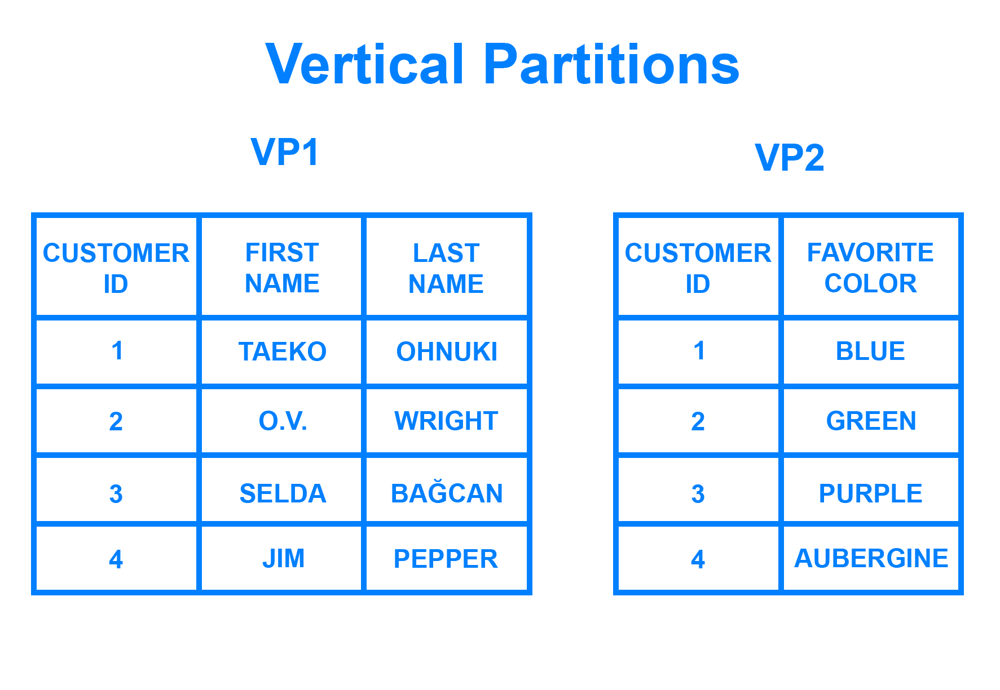 Vertical Partitions
VP1
CUSTOMER ID FIRST NAME LAST NAME
1 TAEKO OHNUKI
2 O.V. WRIGHT
3 SELDA BAĞCAN
4 JIM PEPPER
VP2
CUSTOMER ID FAVORITE COLOR
1 BLUE
2 GREEN
3 PURPLE
4 AUBERGINE